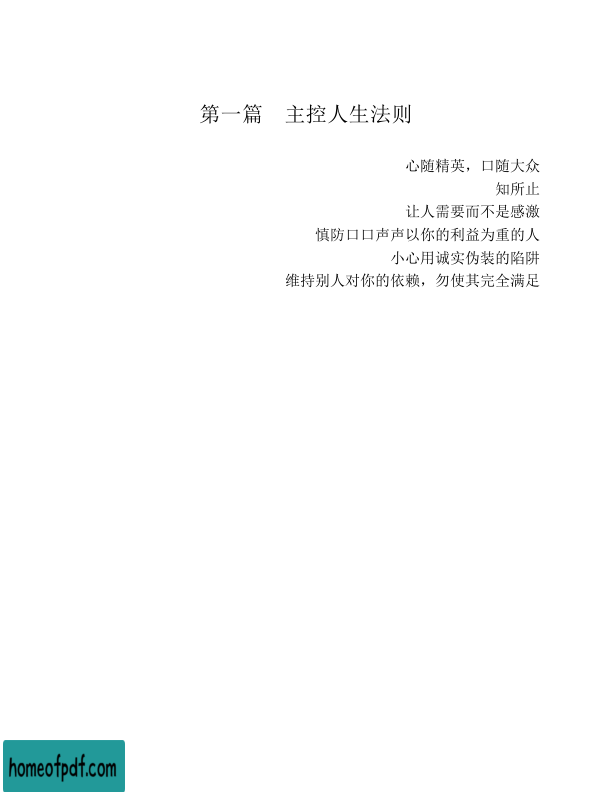 第一篇　主控人生法则
心随精英，口随大众
知所止
让人需要而不是感激
慎防口口声声以你的利益为重的人
小心用诚实伪装的陷阱
维持别人对你的依赖，勿使其完全满足
homeofpdf.com